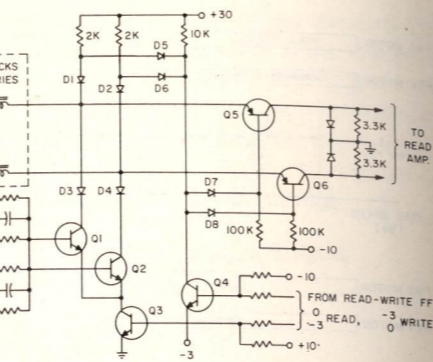 +30
2K
2K
10K
D5
D1
D2
D6
CKS
RIES
Q5
3.3K
TO
READ
AMP.
3.3K
Q6
D3
D4
D7
D8
100K
100K
-10
Q1
Q2
Q4
-10
FROM READ-WRITE FF
0 READ, -3 WRITE
-3 0
Q3
-3
+10